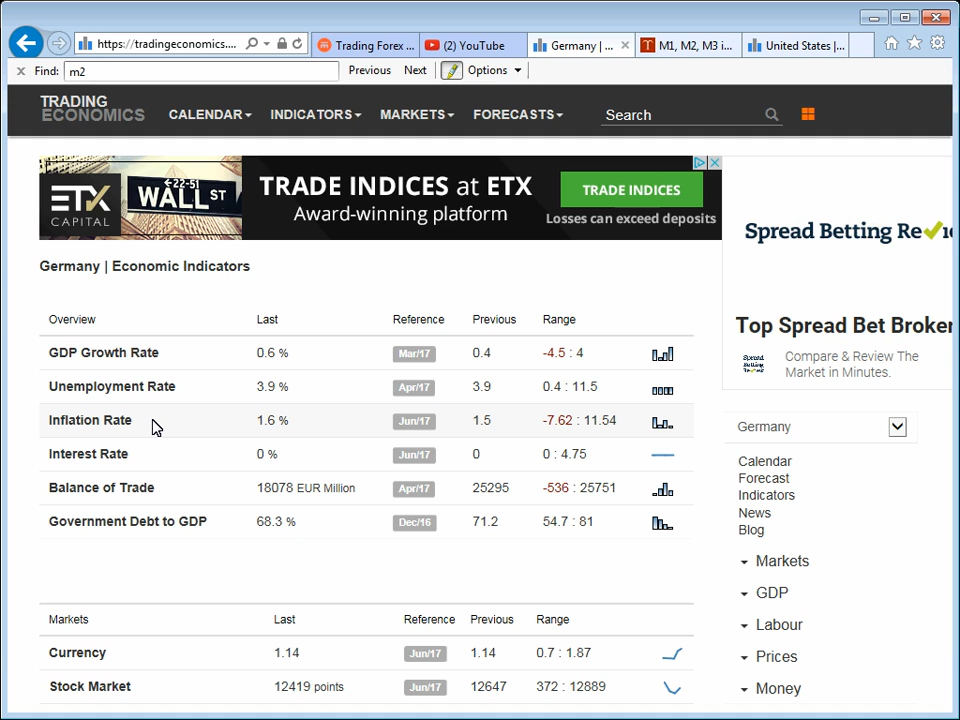 https://tradingeconomics....
Trading Forex ...
(2) YouTube
Germany | ...
M1, M2, M3 i...
United States |...
Find: m2
Previous Next Options
TRADING
ECONOMICS
CALENDAR
INDICATORS
MARKETS
FORECASTS
Search
ETX
CAPITAL
22-51
WALL ST
TRADE INDICES at ETX
Award-winning platform
TRADE INDICES
Losses can exceed deposits
Spread Betting Re
Germany | Economic Indicators
Overview Last Reference Previous Range
GDP Growth Rate 0.6 % Mar/17 0.4 -4.5 : 4
Unemployment Rate 3.9 % Apr/17 3.9 0.4 : 11.5
Inflation Rate 1.6 % Jun/17 1.5 -7.62 : 11.54
Interest Rate 0 % Jun/17 0 0 : 4.75
Balance of Trade 18078 EUR Million Apr/17 25295 -536 : 25751
Government Debt to GDP 68.3 % Dec/16 71.2 54.7 : 81
Markets Last Reference Previous Range
Currency 1.14 Jun/17 1.14 0.7 : 1.87
Stock Market 12419 points Jun/17 12647 372 : 12889
Top Spread Bet Broker
Spread
Betting
Compare & Review The
Market in Minutes.
Germany
Calendar
Forecast
Indicators
News
Blog
Markets
GDP
Labour
Prices
Money